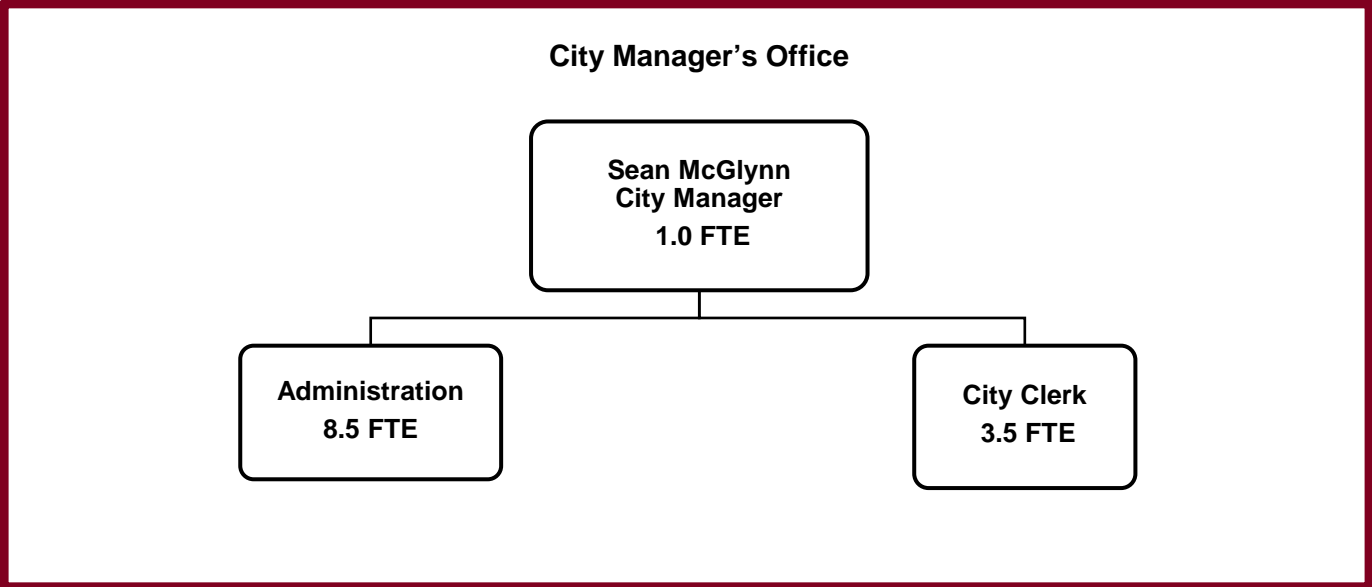 City Manager’s Office
Sean McGlynn
City Manager
1.0 FTE
Administration
8.5 FTE
City Clerk
3.5 FTE